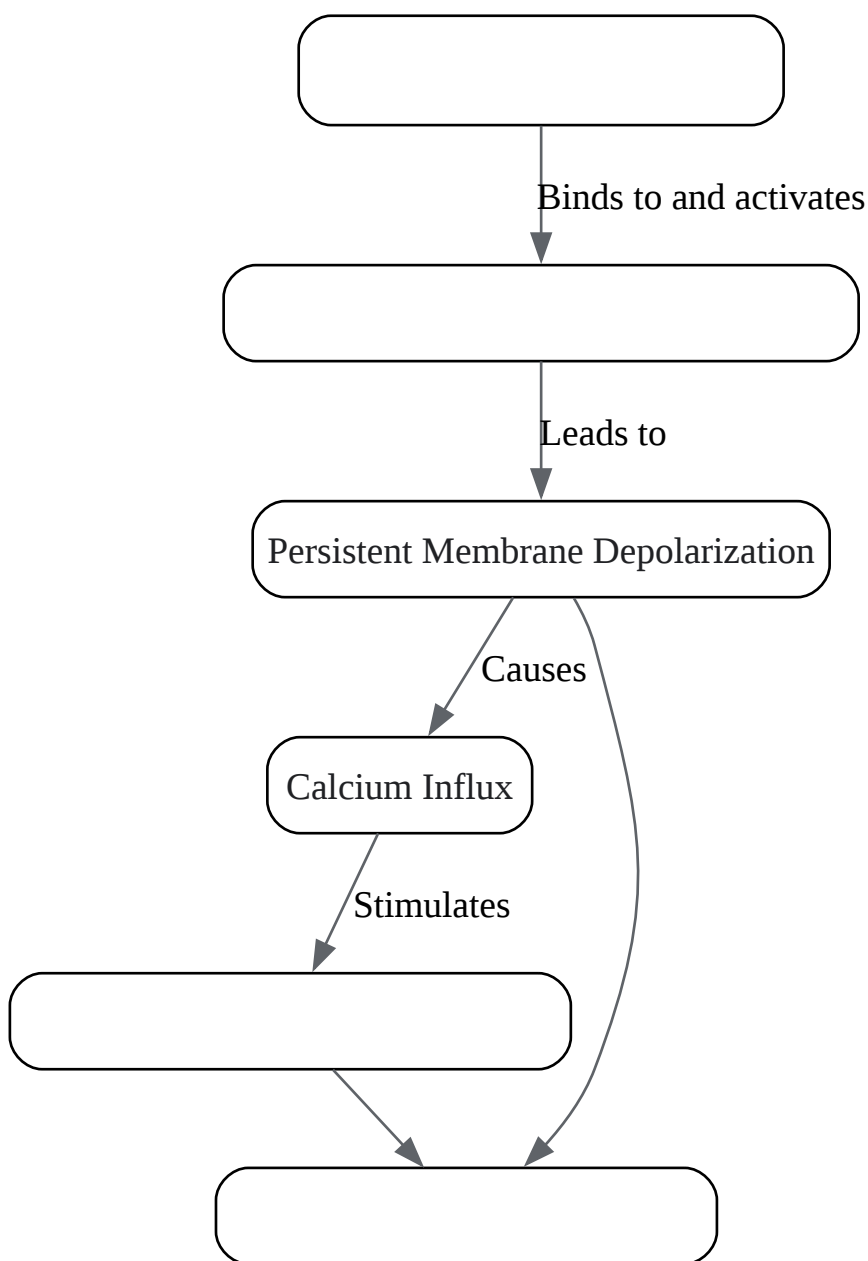 Binds to and activates
Leads to
Persistent Membrane Depolarization
Causes
Calcium Influx
Stimulates